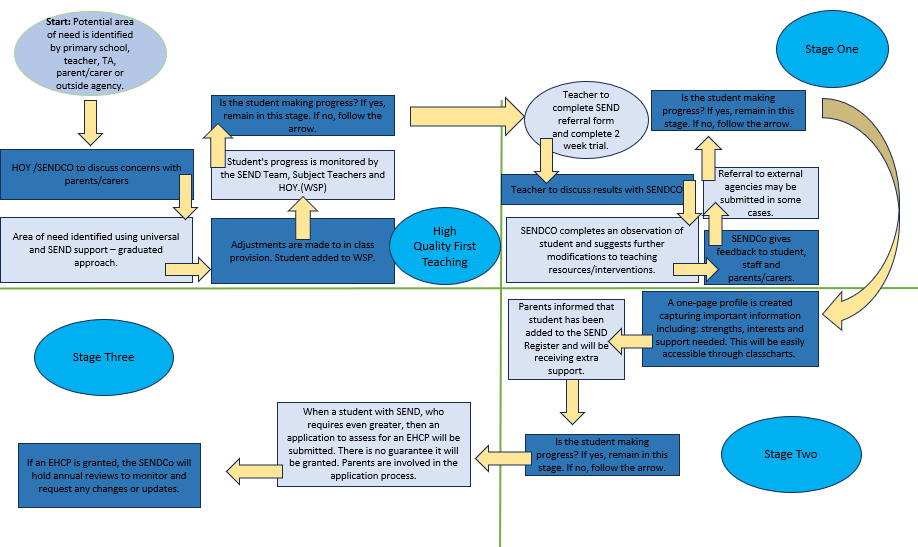 Start: Potential area
of need is identified
by primary school,
teacher, TA,
parent/carer or
outside agency.
HOY /SENDCO to discuss concerns with
parents/carers
Area of need identified using universal
and SEND support – graduated
approach.
Adjustments are made to in class
provision. Student added to WSP.
Student's progress is monitored by
the SEND Team, Subject Teachers and
HOY.(WSP)
Is the student making progress? If yes,
remain in this stage. If no, follow the
arrow.
High
Quality First
Teaching
Stage One
Teacher to
complete SEND
referral form
and complete 2
week trial.
Teacher to discuss results with SENDCO
SENDCO completes an observation of
student and suggests further
modifications to teaching
resources/interventions.
SENDCo gives
feedback to student,
staff and
parents/carers.
Referral to external
agencies may be
submitted in some
cases.
Is the student making
progress? If yes, remain in this
stage. If no, follow the arrow.
A one-page profile is created
capturing important information
including: strengths, interests and
support needed. This will be easily
accessible through classcharts.
Parents informed that
student has been
added to the SEND
Register and will be
receiving extra
support.
Is the student making
progress? If yes, remain in this
stage. If no, follow the arrow.
Stage Two
Stage Three
When a student with SEND, who
requires even greater, then an
application to assess for an EHCP will be
submitted. There is no guarantee it will
be granted. Parents are involved in the
application process.
If an EHCP is granted, the SENDCo will
hold annual reviews to monitor and
request any changes or updates.